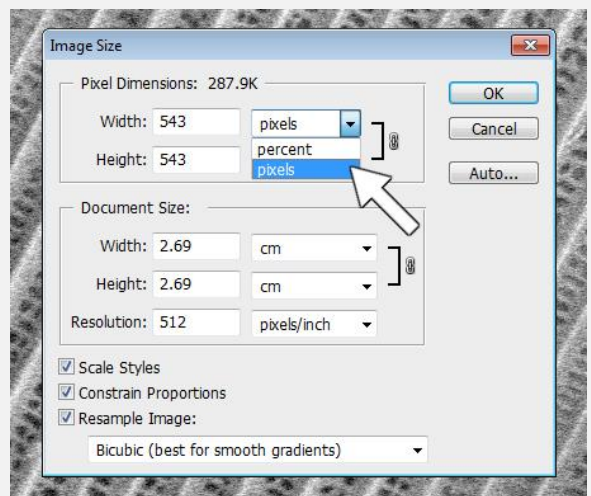 Image Size
Pixel Dimensions: 287.9K
OK
Width: 543 pixels
Cancel
percent
Height: 543
pixels
Auto...
Document Size:
Width: 2.69 cm
Height: 2.69 cm
Resolution: 512 pixels/inch
Scale Styles
Constrain Proportions
Resample Image:
Bicubic (best for smooth gradients)